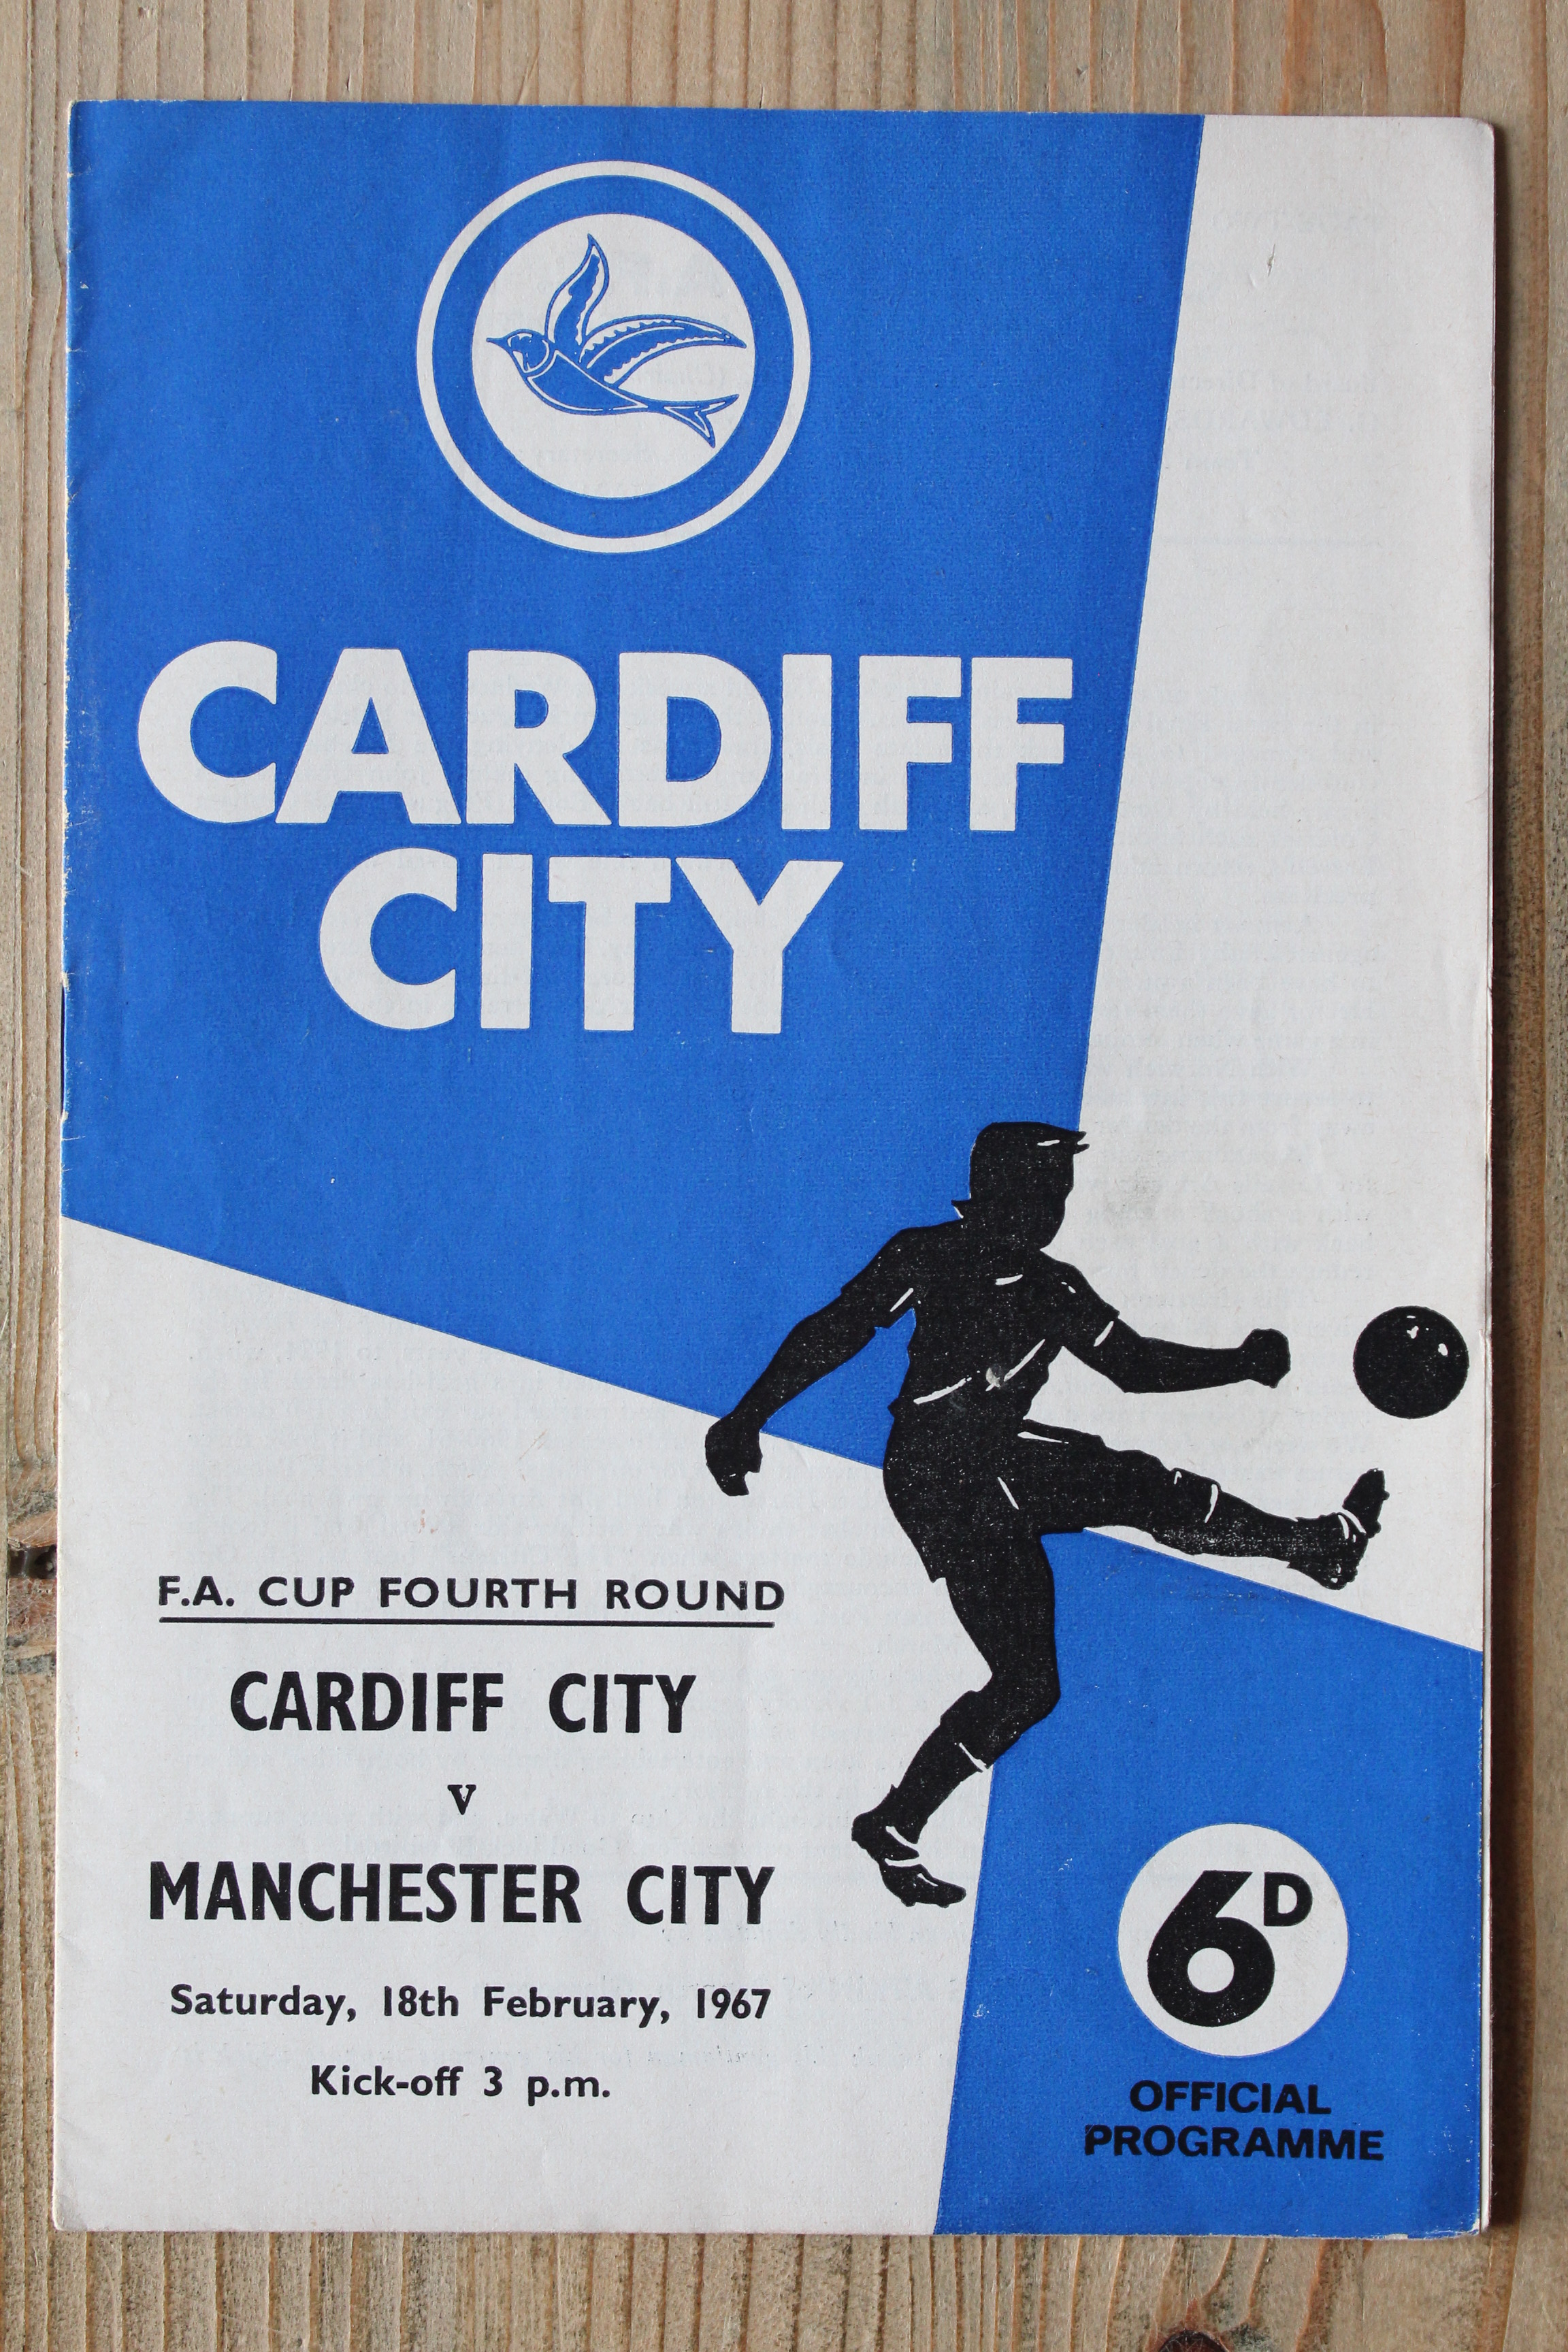 CARDIFF
CITY
F.A. CUP FOURTH ROUND
CARDIFF CITY
v
MANCHESTER CITY
Saturday, 18th February, 1967
Kick-off 3 p.m.
6D
OFFICIAL
PROGRAMME